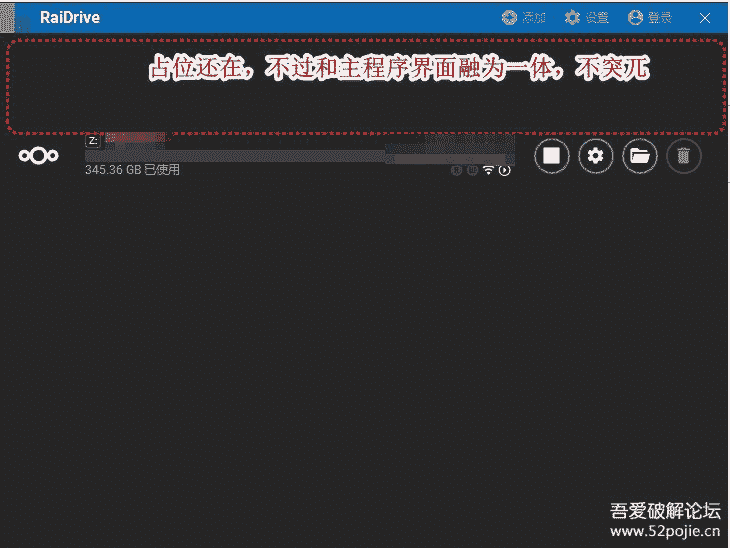 RaiDrive 添加 设置 登录
占位还在，不过和主程序界面融为一体，不突兀
Z:
345.36 GB 已使用
吾爱破解论坛
www.52pojie.cn